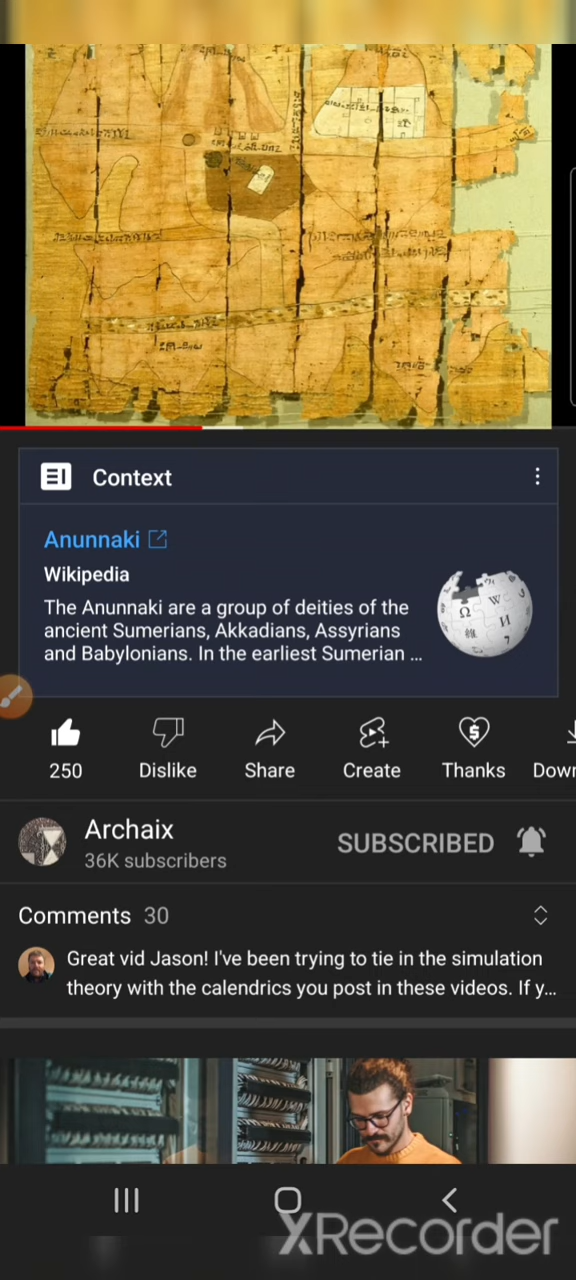 Context
Anunnaki
Wikipedia
The Anunnaki are a group of deities of the
ancient Sumerians, Akkadians, Assyrians
and Babylonians. In the earliest Sumerian ...
250
Dislike
Share
Create
Thanks
Down
Archaix
36K subscribers
SUBSCRIBED
Comments 30
Great vid Jason! I've been trying to tie in the simulation
theory with the calendrics you post in these videos. If y...
XRecorder